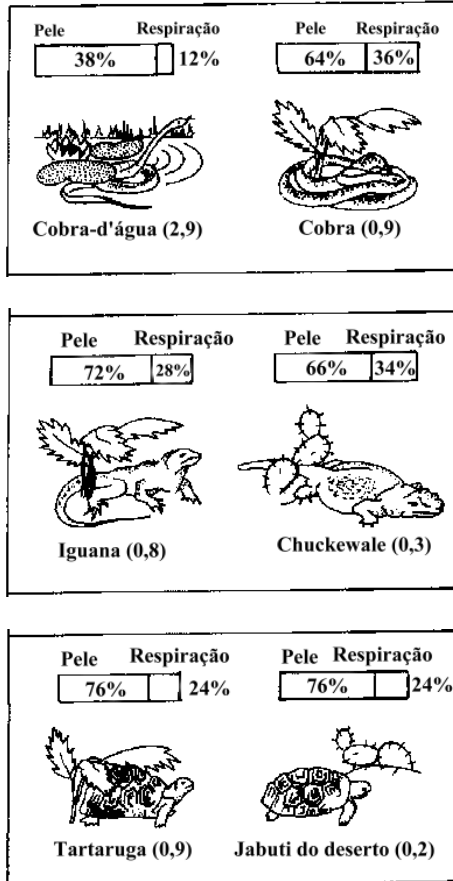 Pele Respiração
38% 12%
Cobra-d'água (2,9)
Pele Respiração
64% 36%
Cobra (0,9)
Pele Respiração
72% 28%
Iguana (0,8)
Pele Respiração
66% 34%
Chuckewale (0,3)
Pele Respiração
76% 24%
Tartaruga (0,9)
Pele Respiração
76% 24%
Jabuti do deserto (0,2)